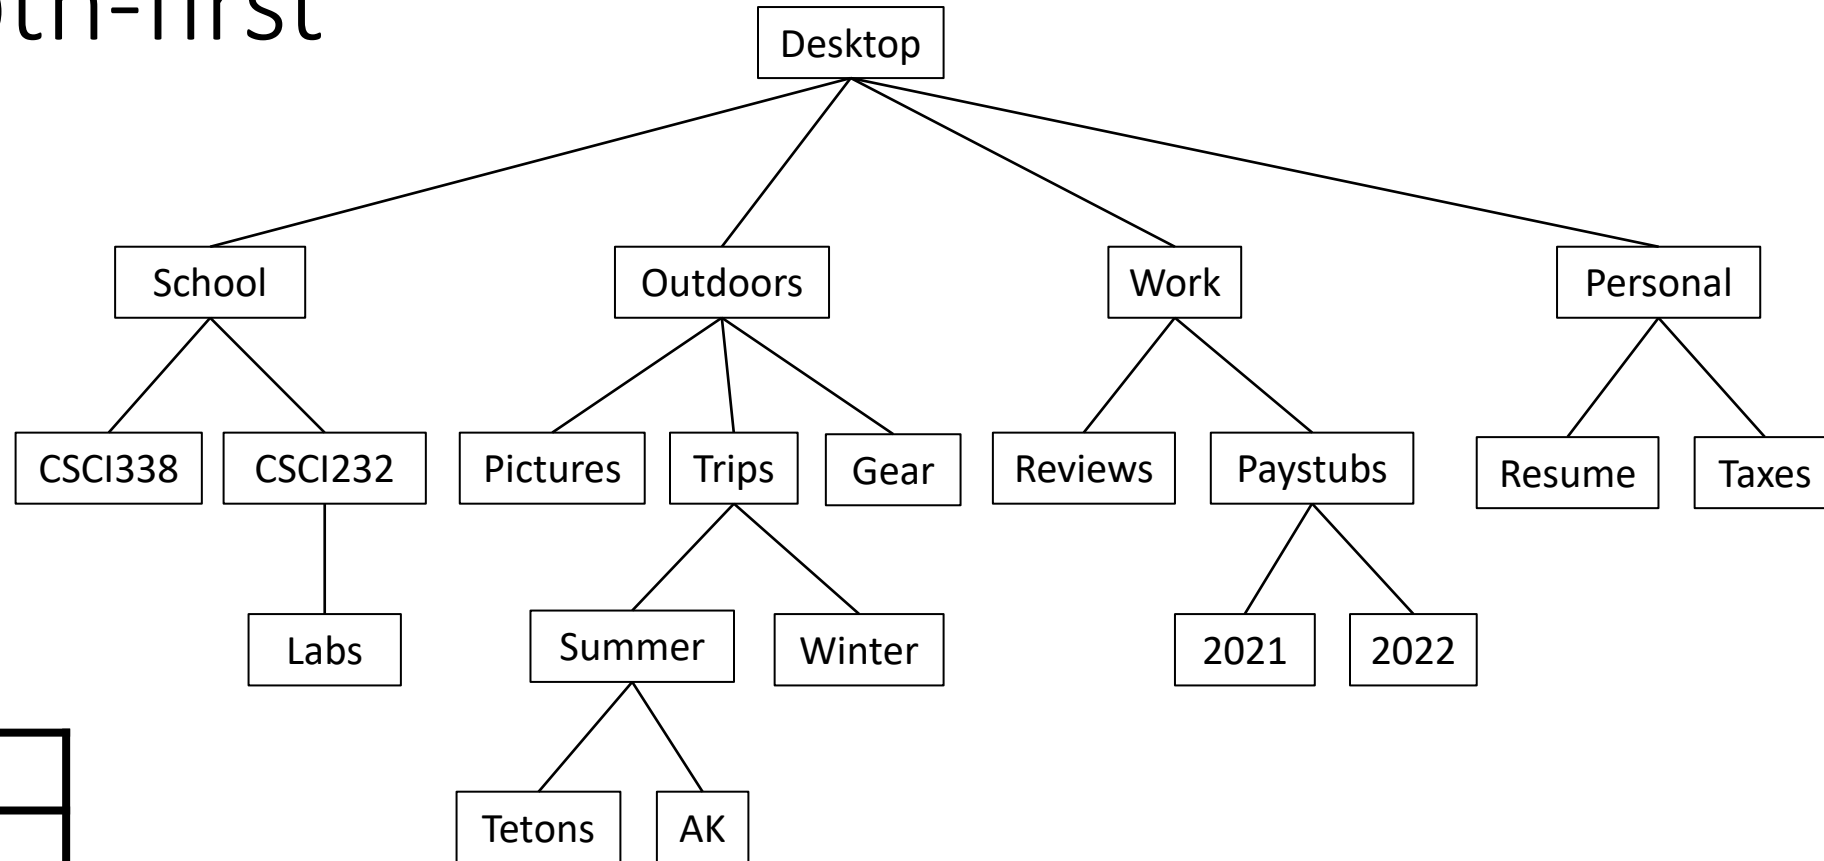 pth-first
Desktop
School Outdoors Work Personal
CSCI338 CSCI232 Pictures Trips Gear Reviews Paystubs Resume Taxes
Labs Summer Winter 2021 2022
Tetons AK